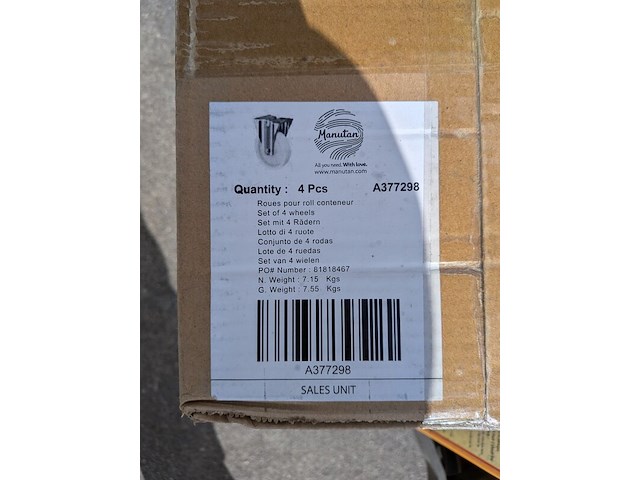 Manutan
All you need. With love.
www.manutan.com
Quantity : 4 Pcs A377298
Roues pour roll conteneur
Set of 4 wheels
Set mit 4 Rädern
Lotto di 4 ruote
Conjunto de 4 rodas
Lote de 4 ruedas
Set van 4 wielen
PO# Number : 81818467
N. Weight : 7.15 Kgs
G. Weight : 7.55 Kgs
A377298
SALES UNIT